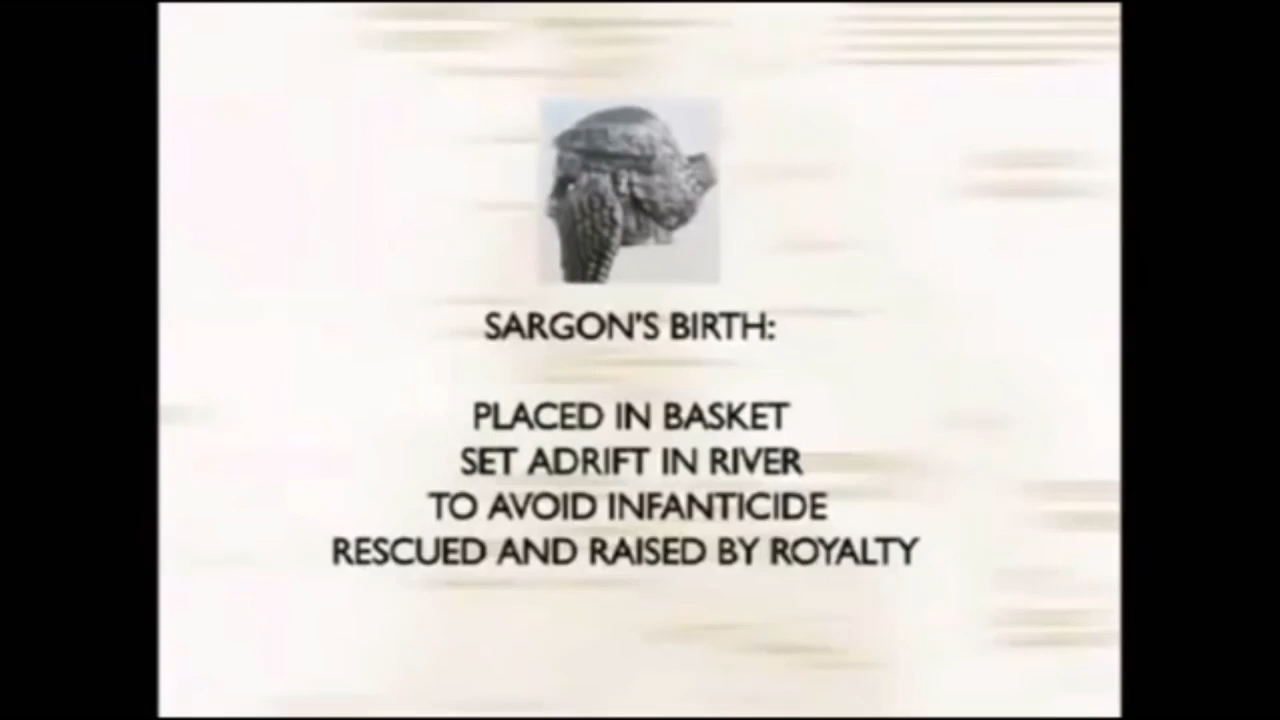 SARGON'S BIRTH:
PLACED IN BASKET
SET ADRIFT IN RIVER
TO AVOID INFANTICIDE
RESCUED AND RAISED BY ROYALTY